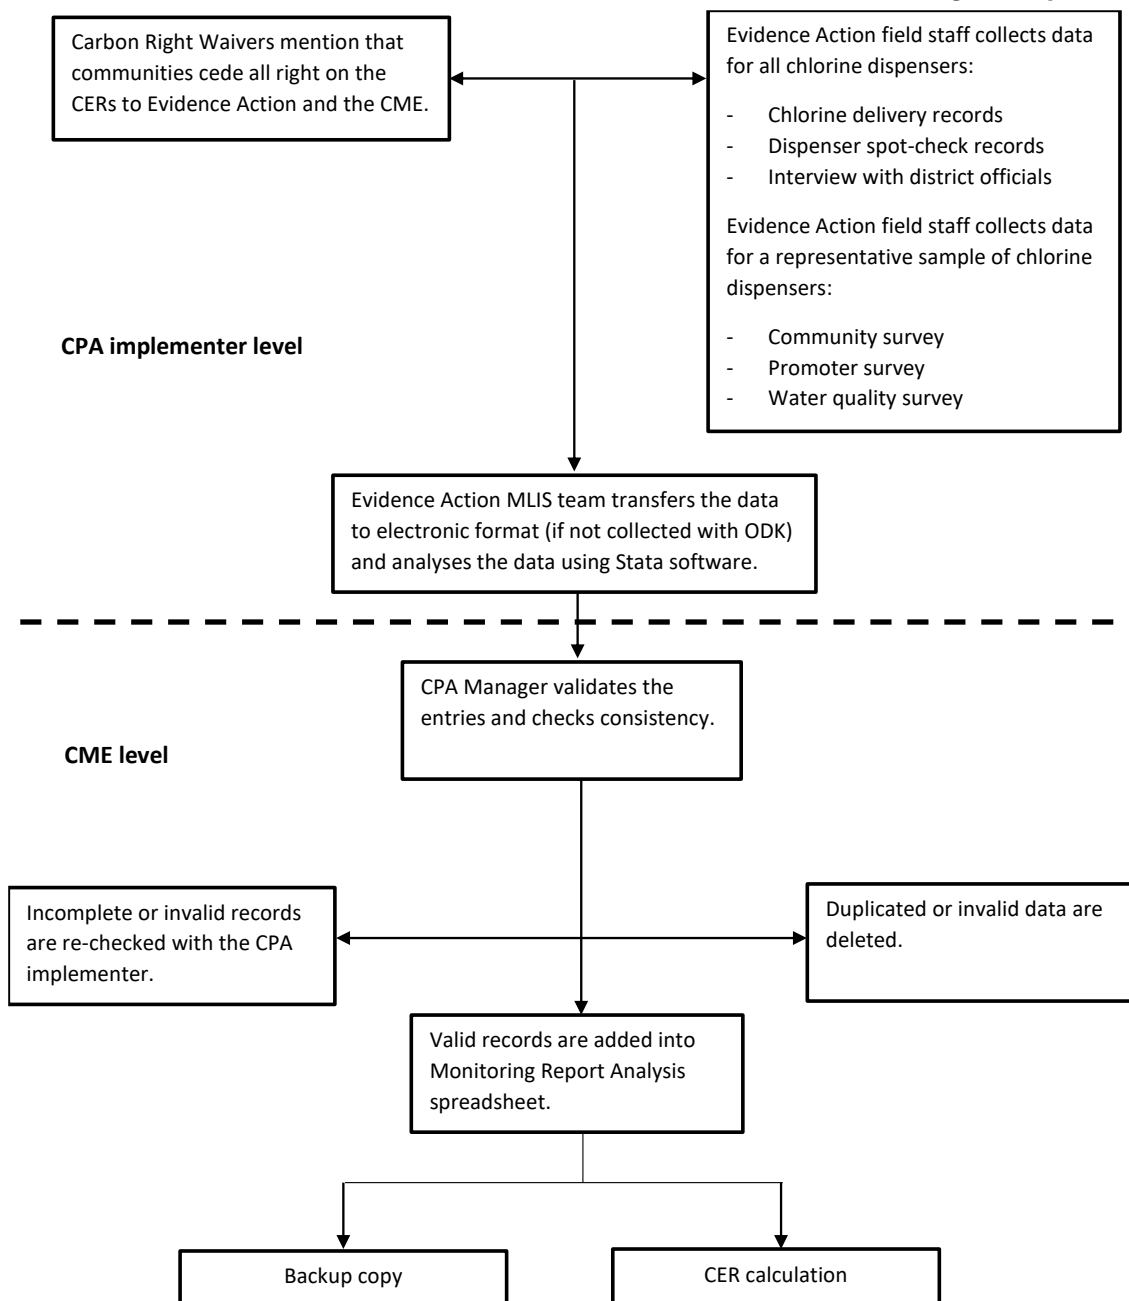 Carbon Right Waivers mention that
communities cede all right on the
CERs to Evidence Action and the CME.
Evidence Action field staff collects data
for all chlorine dispensers:
- Chlorine delivery records
- Dispenser spot-check records
- Interview with district officials
Evidence Action field staff collects data
for a representative sample of chlorine
dispensers:
- Community survey
- Promoter survey
- Water quality survey
CPA implementer level
Evidence Action MLIS team transfers the data
to electronic format (if not collected with ODK)
and analyses the data using Stata software.
CPA Manager validates the
entries and checks consistency.
CME level
Incomplete or invalid records
are re-checked with the CPA
implementer.
Duplicated or invalid data are
deleted.
Valid records are added into
Monitoring Report Analysis
spreadsheet.
Backup copy
CER calculation